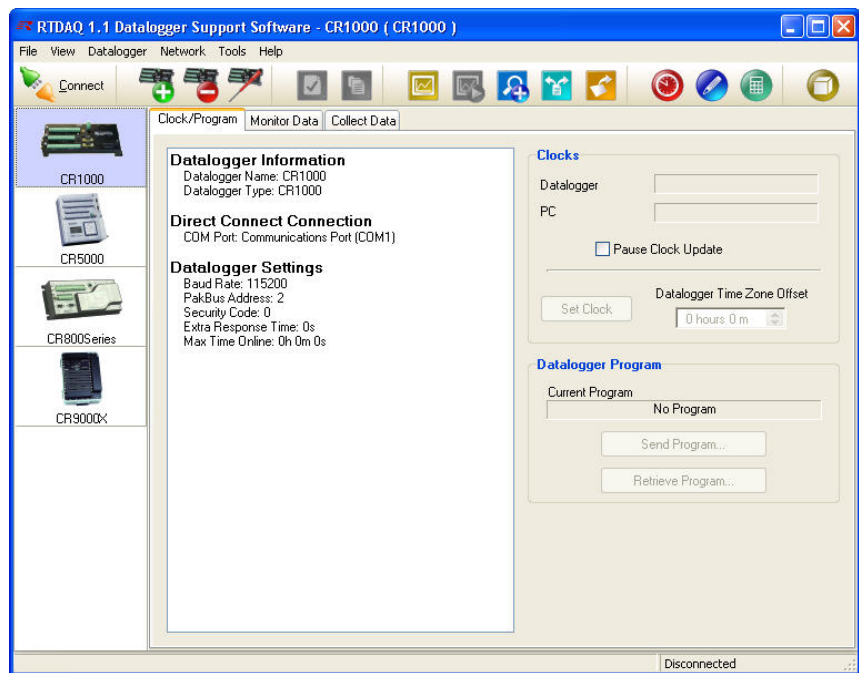 RTDAQ 1.1 Datalogger Support Software - CR1000 ( CR1000 )
File View Datalogger Network Tools Help
Connect
Clock/Program Monitor Data Collect Data
CR1000
CR5000
CR800Series
CR9000X
Datalogger Information
Datalogger Name: CR1000
Datalogger Type: CR1000
Direct Connect Connection
COM Port: Communications Port (COM1)
Datalogger Settings
Baud Rate: 115200
PakBus Address: 2
Security Code: 0
Extra Response Time: 0s
Max Time Online: 0h 0m 0s
Clocks
Datalogger
PC
Pause Clock Update
Set Clock
Datalogger Time Zone Offset
0 hours 0 m
Datalogger Program
Current Program
No Program
Send Program...
Retrieve Program...
Disconnected